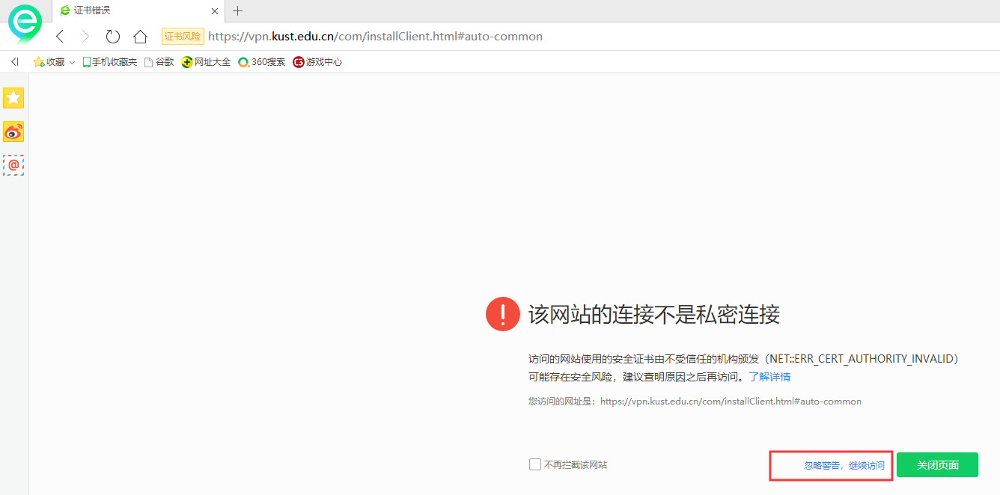 证书错误
证书风险 https://vpn.kust.edu.cn/com/installClient.html#auto-common
收藏 手机收藏夹 谷歌 网址大全 360搜索 游戏中心
@
该网站的连接不是私密连接
访问的网站使用的安全证书由不受信任的机构颁发（NET::ERR_CERT_AUTHORITY_INVALID）
可能存在安全风险，建议查明原因之后再访问。了解详情
您访问的网址是：https://vpn.kust.edu.cn/com/installClient.html#auto-common
不再拦截该网站 忽略警告，继续访问 关闭页面